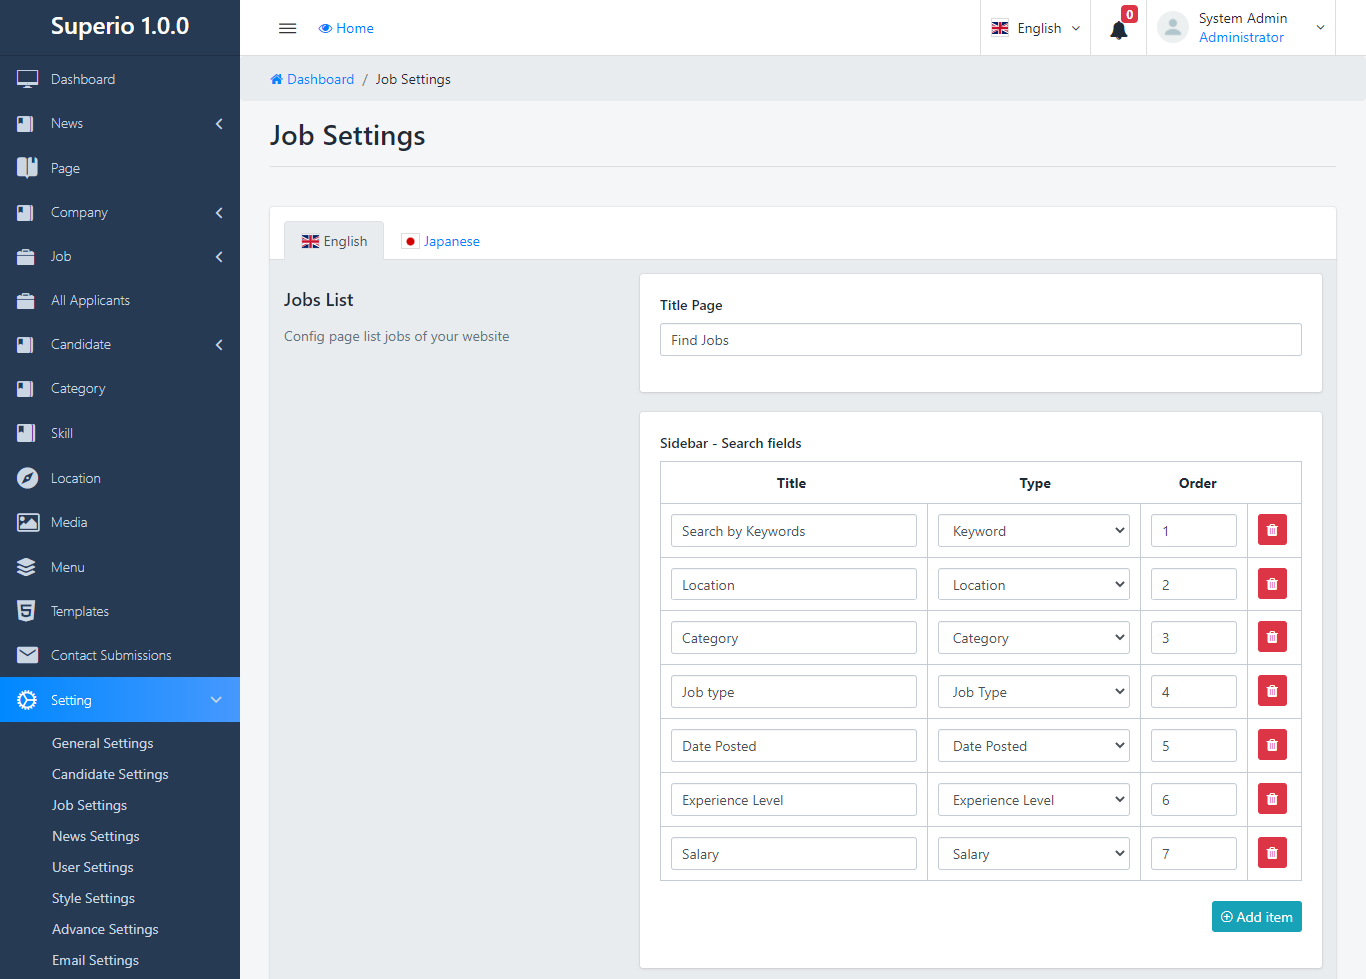 Superio 1.0.0
Home
English
0
System Admin
Administrator
Dashboard
News
Page
Company
Job
All Applicants
Candidate
Category
Skill
Location
Media
Menu
Templates
Contact Submissions
Setting
General Settings
Candidate Settings
Job Settings
News Settings
User Settings
Style Settings
Advance Settings
Email Settings
Dashboard / Job Settings
Job Settings
English
Japanese
Jobs List
Config page list jobs of your website
Title Page
Find Jobs
Sidebar - Search fields
Title Type Order
Search by Keywords Keyword 1
Location Location 2
Category Category 3
Job type Job Type 4
Date Posted Date Posted 5
Experience Level Experience Level 6
Salary Salary 7
Add item